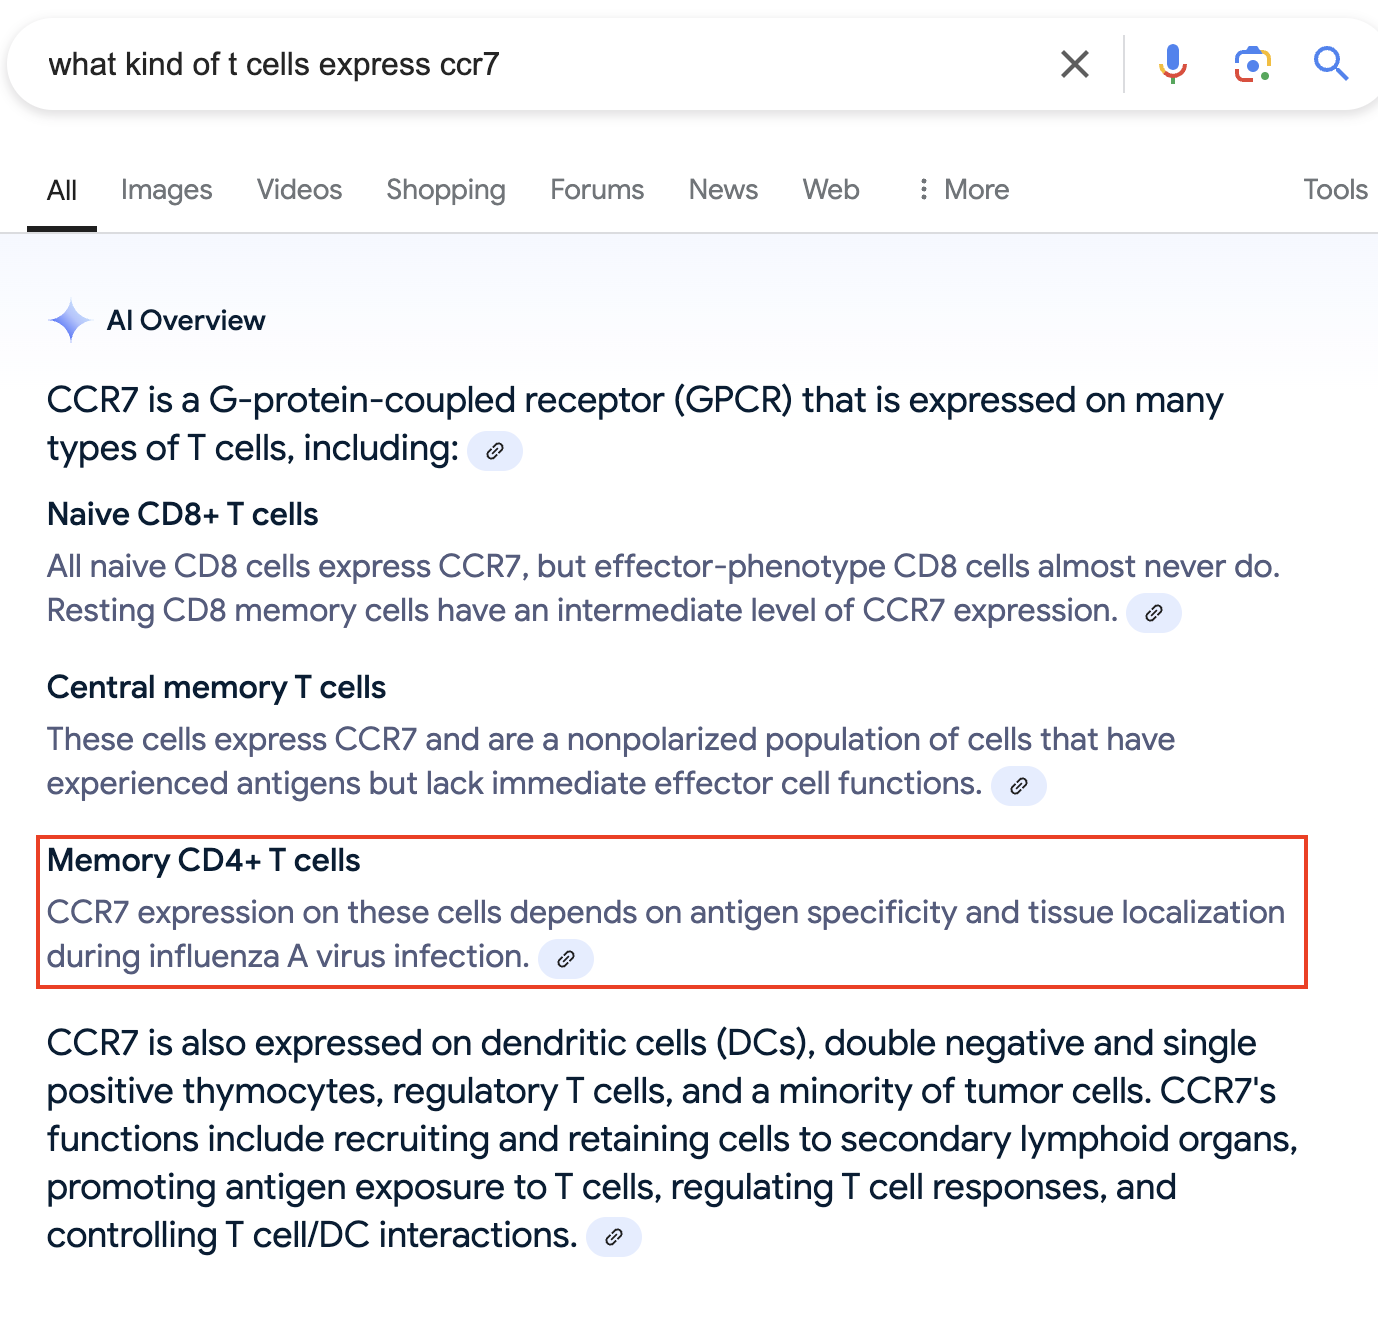 what kind of t cells express ccr7
All Images Videos Shopping Forums News Web More Tools
AI Overview
CCR7 is a G-protein-coupled receptor (GPCR) that is expressed on many
types of T cells, including:
Naive CD8+ T cells
All naive CD8 cells express CCR7, but effector-phenotype CD8 cells almost never do.
Resting CD8 memory cells have an intermediate level of CCR7 expression.
Central memory T cells
These cells express CCR7 and are a nonpolarized population of cells that have
experienced antigens but lack immediate effector cell functions.
Memory CD4+ T cells
CCR7 expression on these cells depends on antigen specificity and tissue localization
during influenza A virus infection.
CCR7 is also expressed on dendritic cells (DCs), double negative and single
positive thymocytes, regulatory T cells, and a minority of tumor cells. CCR7's
functions include recruiting and retaining cells to secondary lymphoid organs,
promoting antigen exposure to T cells, regulating T cell responses, and
controlling T cell/DC interactions.